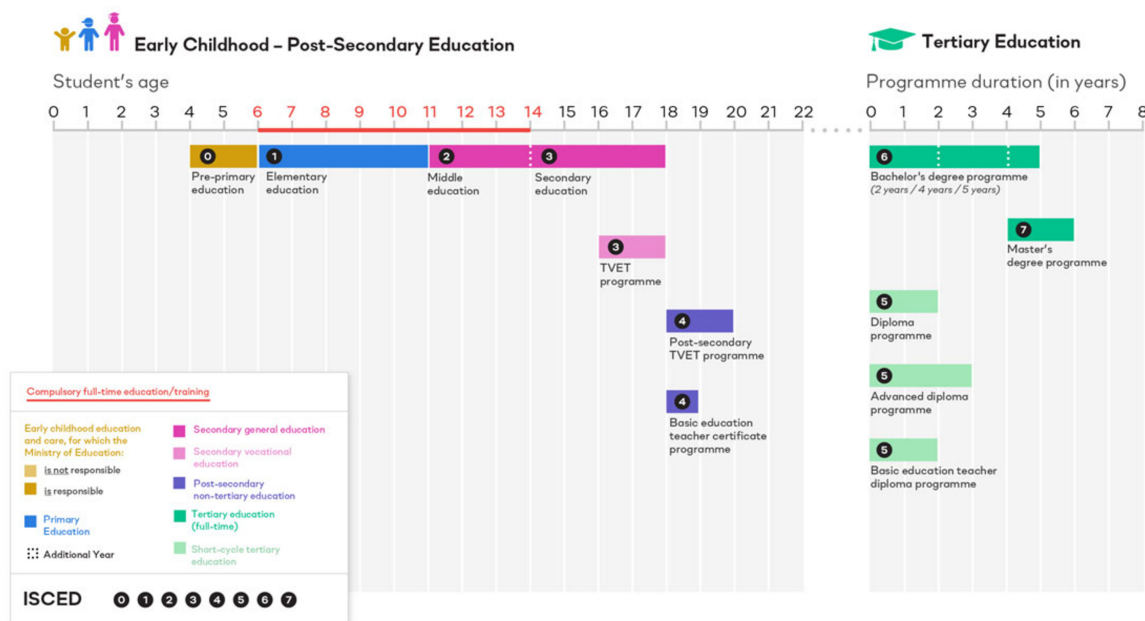 Early Childhood – Post-Secondary Education
Tertiary Education
Student's age
Programme duration (in years)
0 1 2 3 4 5 6 7 8 9 10 11 12 13 14 15 16 17 18 19 20 21 22
0 1 2 3 4 5 6 7 8
0
Pre-primary
education
1
Elementary
education
2
Middle
education
3
Secondary
education
3
TVET
programme
4
Post-secondary
TVET programme
4
Basic education
teacher certificate
programme
6
Bachelor's degree programme
(2 years / 4 years / 5 years)
7
Master's
degree programme
5
Diploma
programme
5
Advanced diploma
programme
5
Basic education teacher
diploma programme
Compulsory full-time education/training
Early childhood education
and care, for which the
Ministry of Education:
is not responsible
is responsible
Primary
Education
Additional Year
Secondary general education
Secondary vocational
education
Post-secondary
non-tertiary education
Tertiary education
(full-time)
Short-cycle tertiary
education
ISCED 0 1 2 3 4 5 6 7